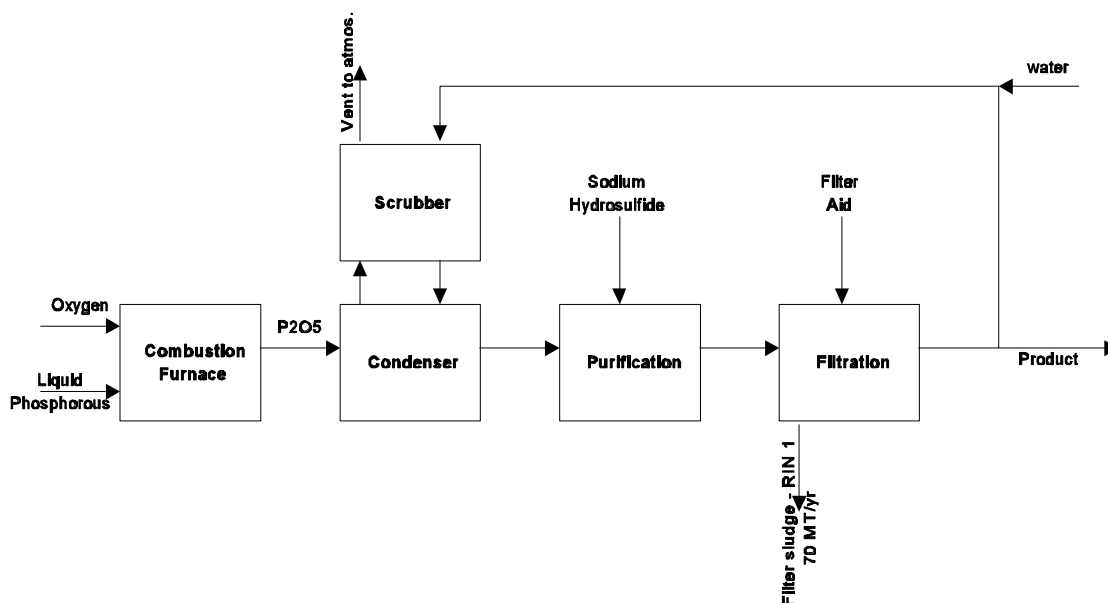 Vent to atmos.
water
Scrubber
Sodium
Hydrosulfide
Filter
Aid
Oxygen
P2O5
Combustion
Furnace
Condenser
Purification
Filtration
Product
Liquid
Phosphorous
Filter sludge - RIN 1
70 MT/yr